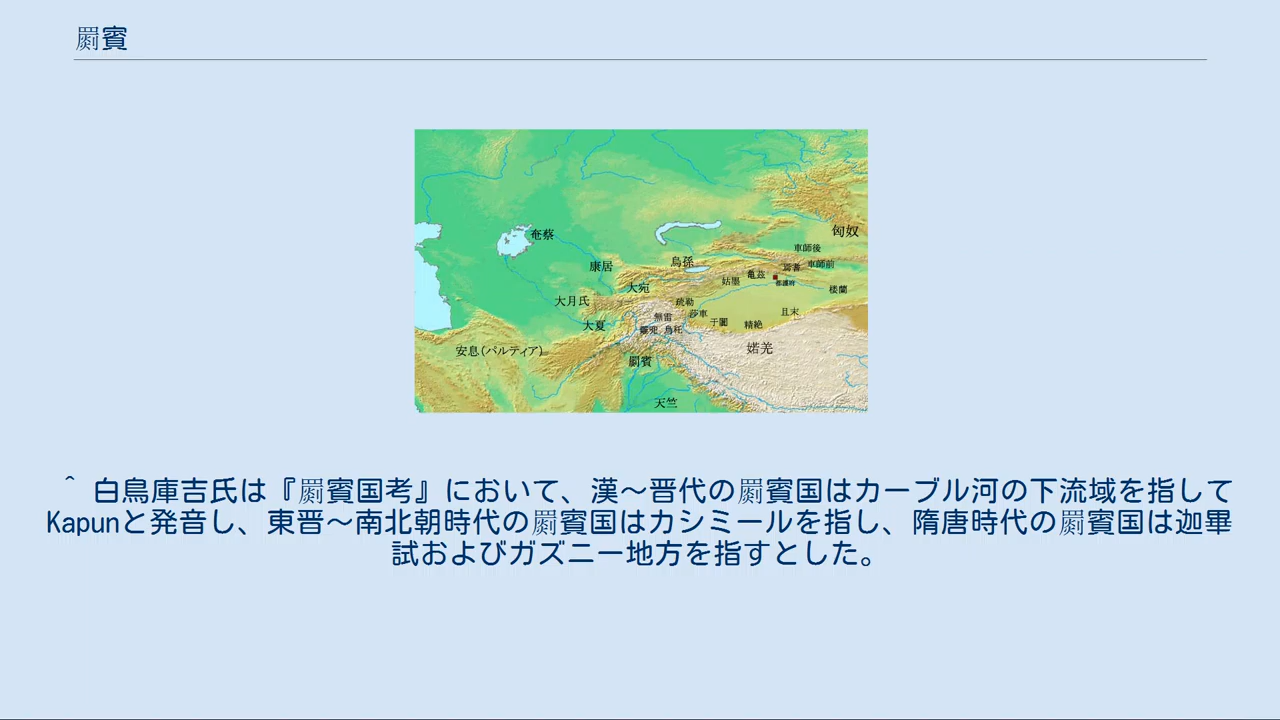 罽賓
奄蔡
匈奴
車師後
康居
烏孫
焉耆
車師前
亀茲
姑墨
都護府
大宛
楼蘭
大月氏
疏勒
莎車
且末
無雷
于闐
精絶
大夏
烏秅
安息(パルティア)
婼羌
罽賓
天竺
^ 白鳥庫吉氏は『罽賓国考』において、漢～晋代の罽賓国はカーブル河の下流域を指して
Kapunと発音し、東晋～南北朝時代の罽賓国はカシミールを指し、隋唐時代の罽賓国は迦畢
試およびガズニー地方を指すとした。